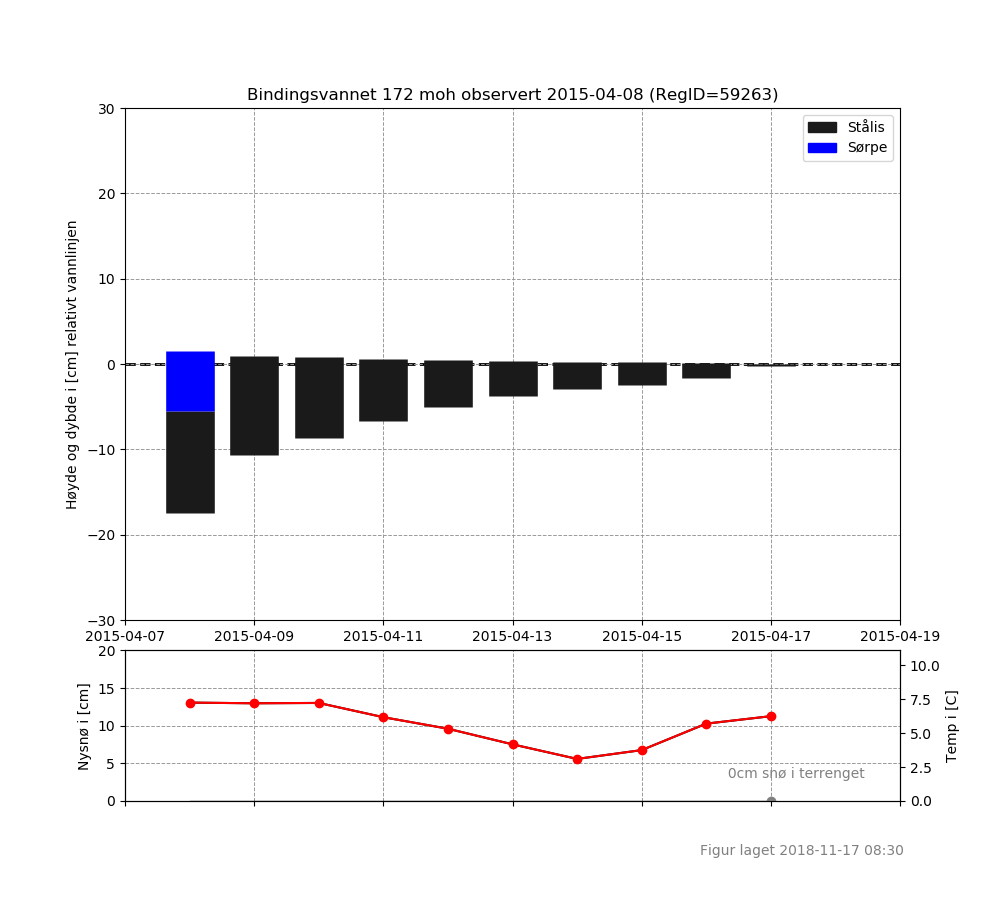 Bindingsvannet 172 moh observert 2015-04-08 (RegID=59263)
Stålis
Sørpe
Høyde og dybde i [cm] relativt vannlinjen
30
20
10
0
−10
−20
−30
2015-04-07 2015-04-09 2015-04-11 2015-04-13 2015-04-15 2015-04-17 2015-04-19
Nysnø i [cm]
20
15
10
5
0
10.0
7.5
5.0
2.5
0.0
Temp i [C]
0cm snø i terrenget
Figur laget 2018-11-17 08:30